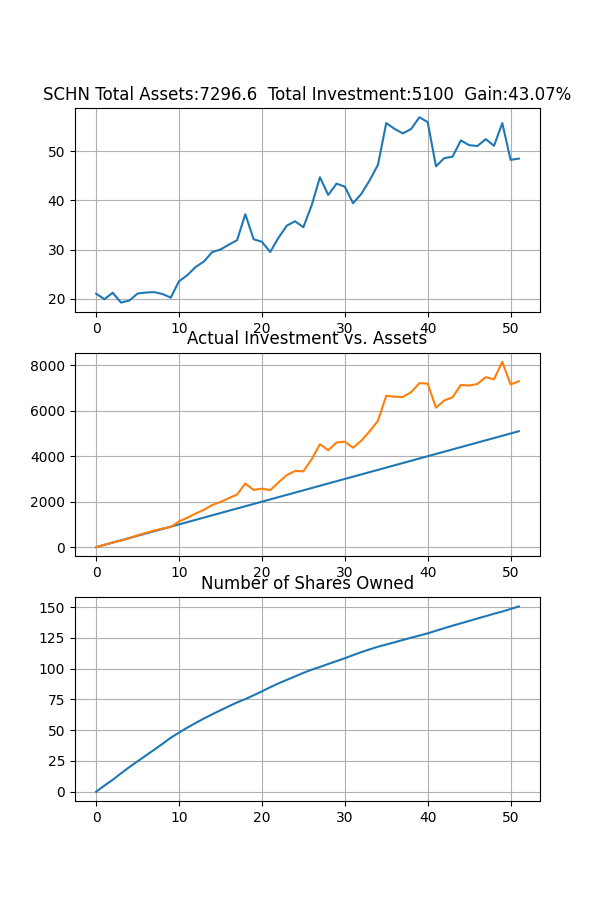 SCHN Total Assets:7296.6  Total Investment:5100  Gain:43.07%
50
40
30
20
0 10 20 30 40 50
Actual Investment vs. Assets
8000
6000
4000
2000
0
0 10 20 30 40 50
Number of Shares Owned
150
125
100
75
50
25
0
0 10 20 30 40 50